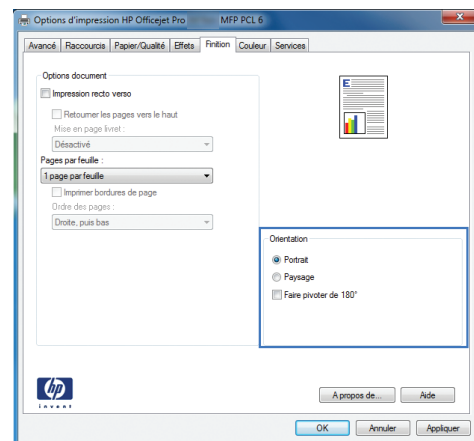 Options d'impression HP Officejet Pro MFP PCL 6
Avancé Raccourcis Papier/Qualité Effets Finition Couleur Services
Options document
Impression recto verso
Retourner les pages vers le haut
Mise en page livret :
Désactivé
Pages par feuille :
1 page par feuille
Imprimer bordures de page
Ordre des pages :
Droite, puis bas
E
Orientation
Portrait
Paysage
Faire pivoter de 180°
hp
invent
A propos de...
Aide
OK
Annuler
Appliquer